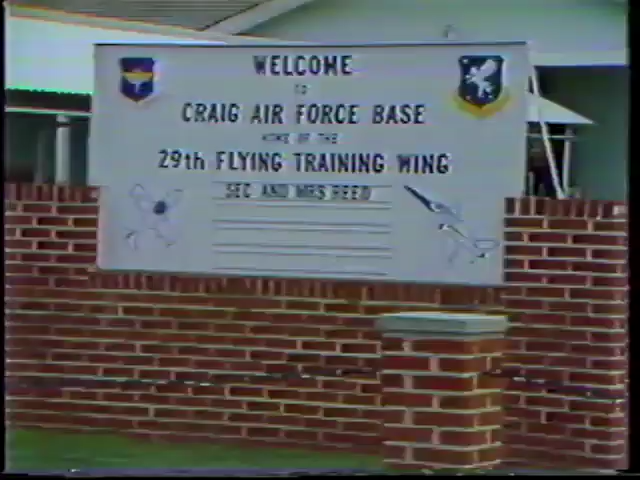 WELCOME
TO
CRAIG AIR FORCE BASE
HOME OF THE
29th FLYING TRAINING WING
SEC AND MRS REED